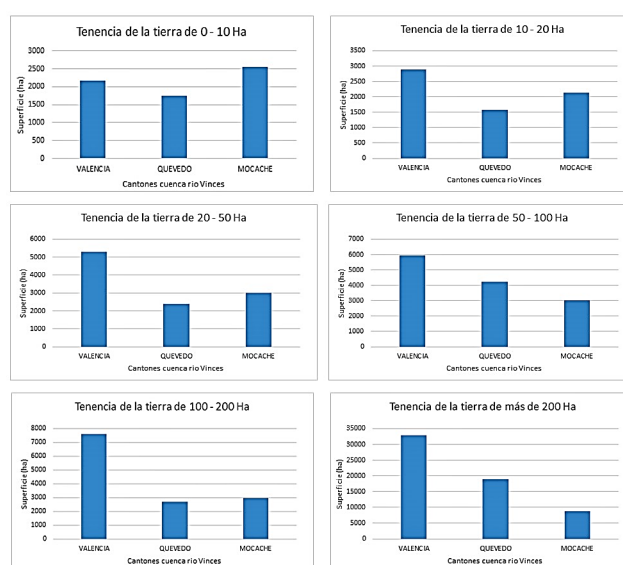 Tenencia de la tierra de 0 - 10 Ha
Superficie (ha)
3000
2500
2000
1500
1000
500
0
VALENCIA QUEVEDO MOCACHE
Cantones cuenca rio Vinces
Tenencia de la tierra de 10 - 20 Ha
Superficie (ha)
3500
3000
2500
2000
1500
1000
500
0
VALENCIA QUEVEDO MOCACHE
Cantones cuenca rio Vinces
Tenencia de la tierra de 20 - 50 Ha
Superficie (ha)
6000
5000
4000
3000
2000
1000
0
VALENCIA QUEVEDO MOCACHE
Cantones cuenca rio Vinces
Tenencia de la tierra de 50 - 100 Ha
Superficie (ha)
7000
6000
5000
4000
3000
2000
1000
0
VALENCIA QUEVEDO MOCACHE
Cantones cuenca rio Vinces
Tenencia de la tierra de 100 - 200 Ha
Superficie (ha)
8000
7000
6000
5000
4000
3000
2000
1000
0
VALENCIA QUEVEDO MOCACHE
Cantones cuenca rio Vinces
Tenencia de la tierra de más de 200 Ha
Superficie (ha)
35000
30000
25000
20000
15000
10000
5000
0
VALENCIA QUEVEDO MOCACHE
Cantones cuenca rio Vinces